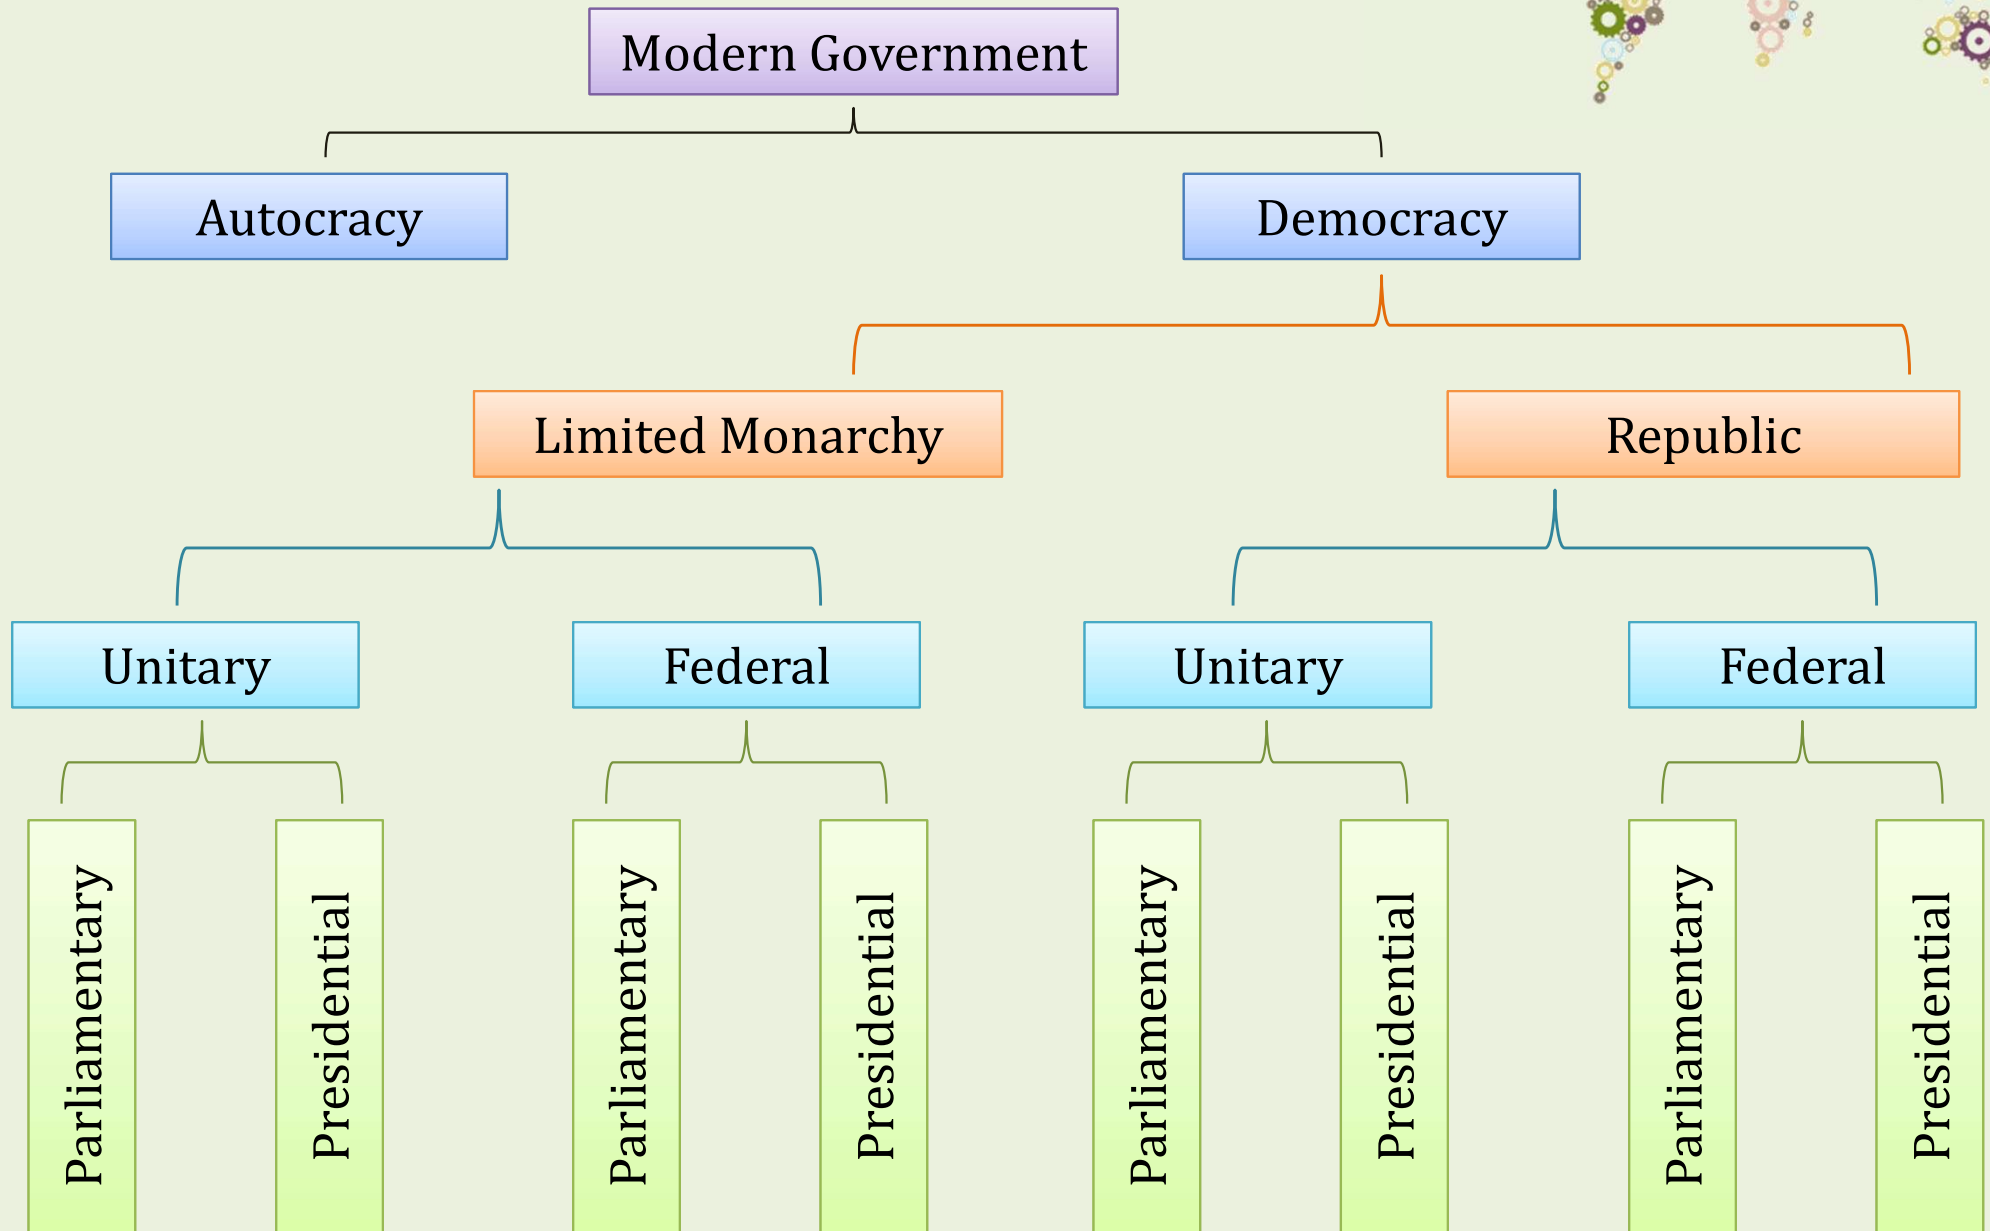 Modern Government
Autocracy
Democracy
Limited Monarchy
Republic
Unitary
Federal
Unitary
Federal
Parliamentary
Presidential
Parliamentary
Presidential
Parliamentary
Presidential
Parliamentary
Presidential